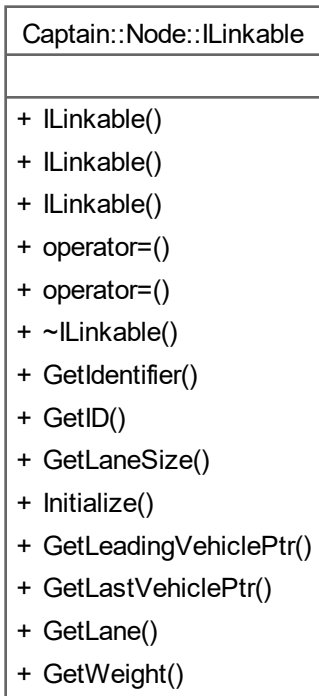 Captain::Node::ILinkable
+ ILinkable()
+ ILinkable()
+ ILinkable()
+ operator=()
+ operator=()
+ ~ILinkable()
+ GetIdentifier()
+ GetID()
+ GetLaneSize()
+ Initialize()
+ GetLeadingVehiclePtr()
+ GetLastVehiclePtr()
+ GetLane()
+ GetWeight()